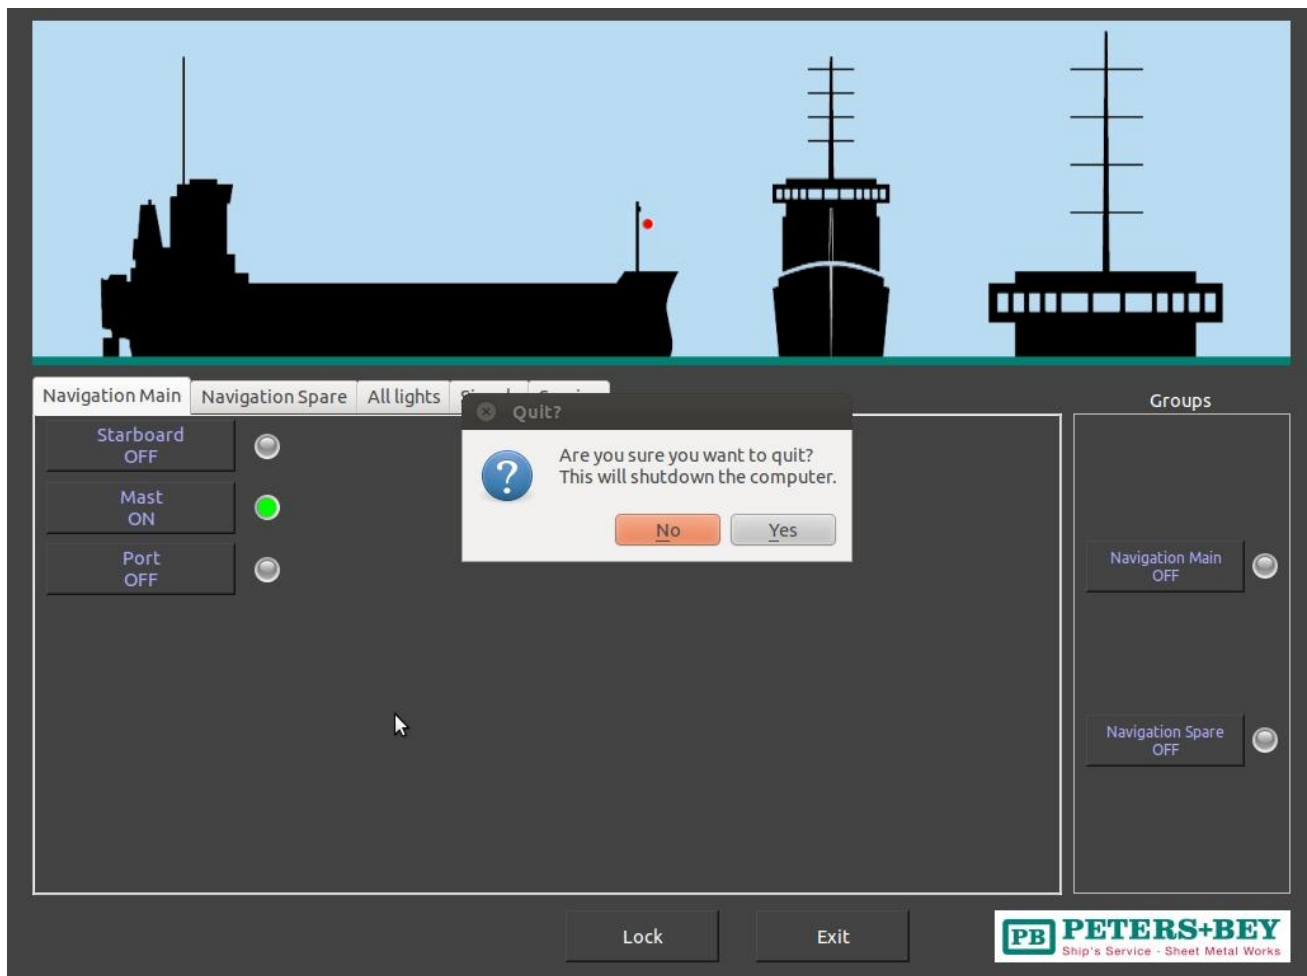 Navigation Main
Navigation Spare
All lights
Quit?
Are you sure you want to quit?
This will shutdown the computer.
No
Yes
Starboard
OFF
Mast
ON
Port
OFF
Groups
Navigation Main
OFF
Navigation Spare
OFF
Lock
Exit
PB
PETERS+BEY
Ship's Service - Sheet Metal Works